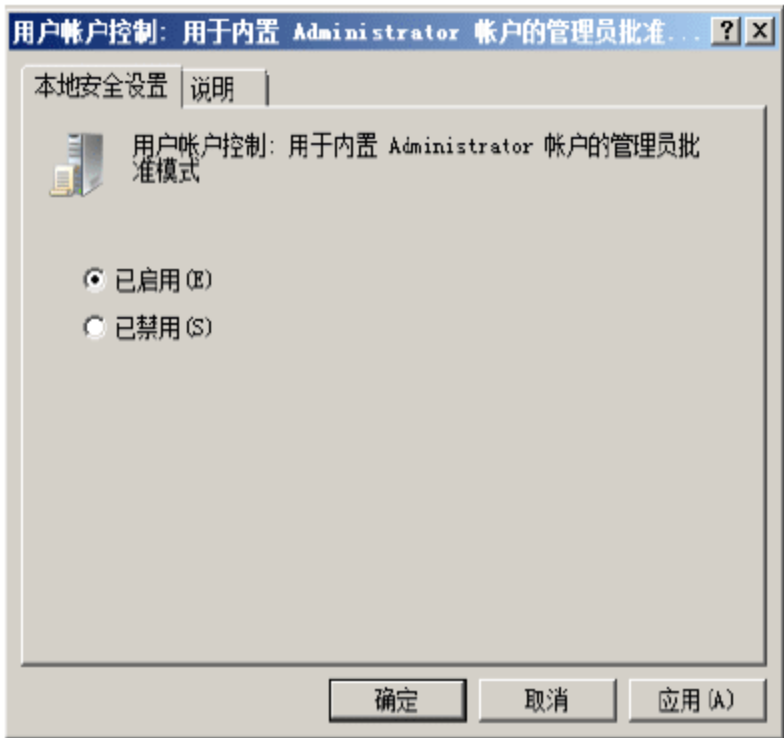 用户帐户控制: 用于内置 Administrator 帐户的管理员批准...
本地安全设置 说明
用户帐户控制: 用于内置 Administrator 帐户的管理员批
准模式
已启用(E)
已禁用(S)
确定 取消 应用(A)